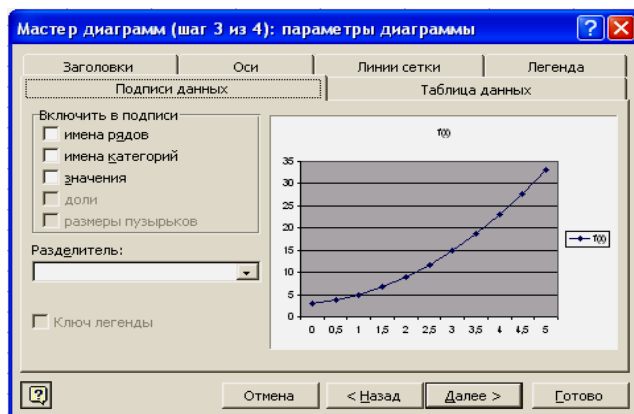 Мастер диаграмм (шаг 3 из 4): параметры диаграммы
Заголовки Оси Линии сетки Легенда
Подписи данных Таблица данных
Включить в подписи
имена рядов
имена категорий
значения
доли
размеры пузырьков
Разделитель:
Ключ легенды
f(x)
35
30
25
20
15
10
5
0
0 0,5 1 1,5 2 2,5 3 3,5 4 4,5 5
f(x)
Отмена < Назад Далее > Готово